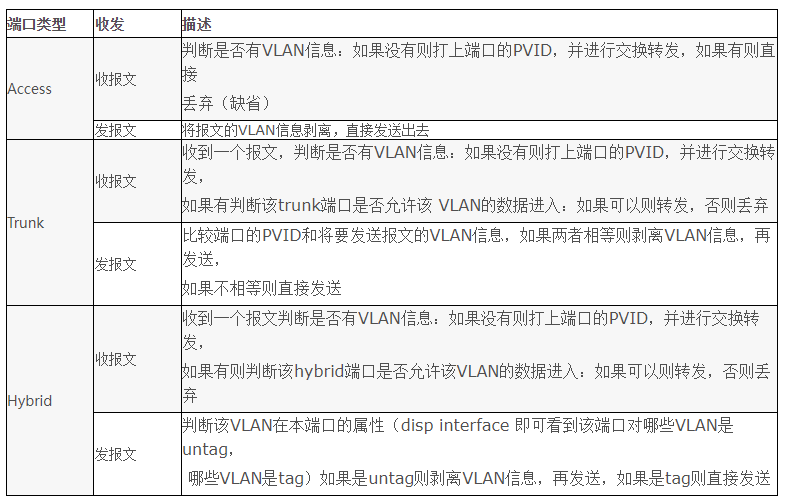 端口类型 收发 描述
Access
收报文
判断是否有VLAN信息：如果没有则打上端口的PVID，并进行交换转发，如果有则直
接
丢弃（缺省）
发报文
将报文的VLAN信息剥离，直接发送出去
Trunk
收报文
收到一个报文，判断是否有VLAN信息：如果没有则打上端口的PVID，并进行交换转
发，
如果有判断该trunk端口是否允许该 VLAN的数据进入：如果可以则转发，否则丢弃
发报文
比较端口的PVID和将要发送报文的VLAN信息，如果两者相等则剥离VLAN信息，再
发送，
如果不相等则直接发送
Hybrid
收报文
收到一个报文判断是否有VLAN信息：如果没有则打上端口的PVID，并进行交换转
发，
如果有则判断该hybrid端口是否允许该VLAN的数据进入：如果可以则转发，否则丢
弃
发报文
判断该VLAN在本端口的属性（disp interface 即可看到该端口对哪些VLAN是
untag，
哪些VLAN是tag）如果是untag则剥离VLAN信息，再发送，如果是tag则直接发送